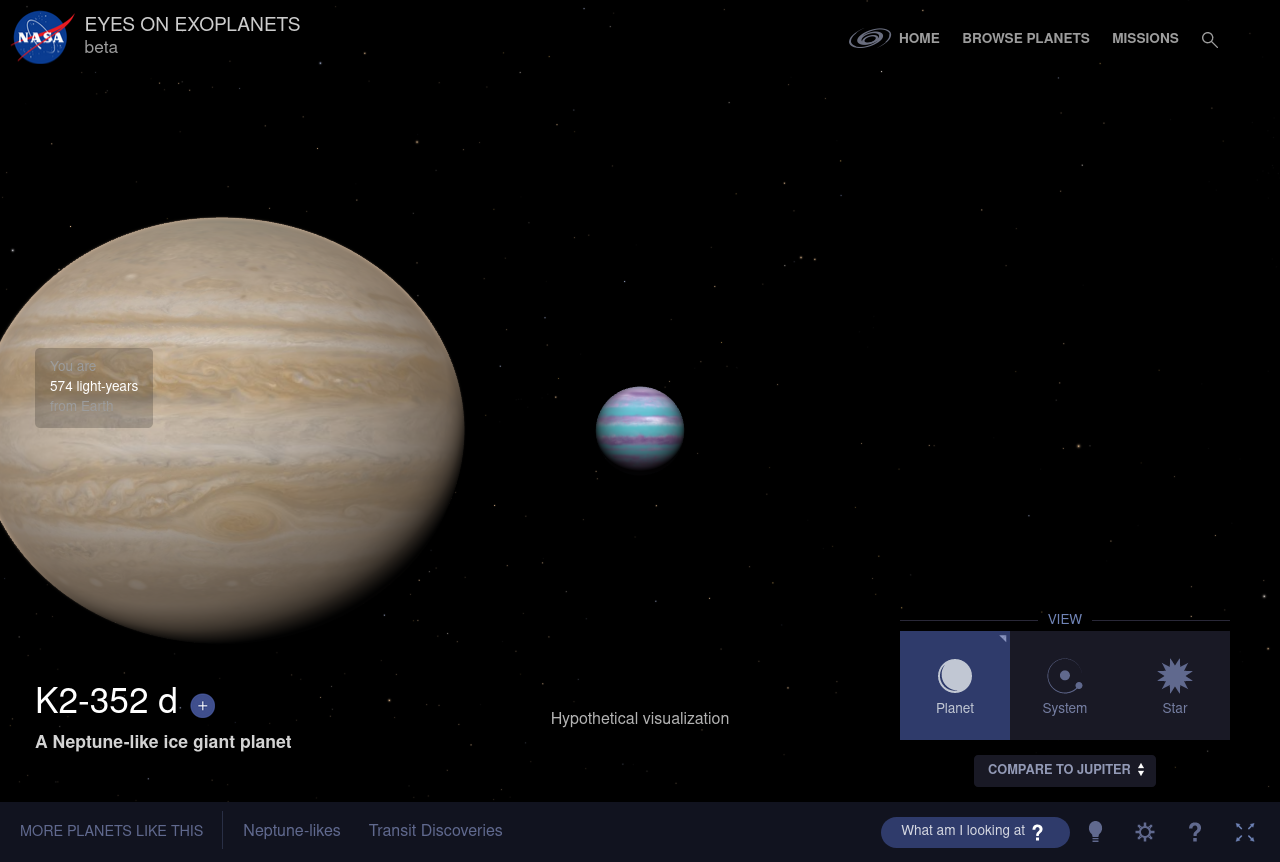 NASA
EYES ON EXOPLANETS
beta
HOME
BROWSE PLANETS
MISSIONS
You are
574 light-years
from Earth
K2-352 d +
A Neptune-like ice giant planet
Hypothetical visualization
VIEW
Planet
System
Star
COMPARE TO JUPITER
MORE PLANETS LIKE THIS
Neptune-likes
Transit Discoveries
What am I looking at ?
?